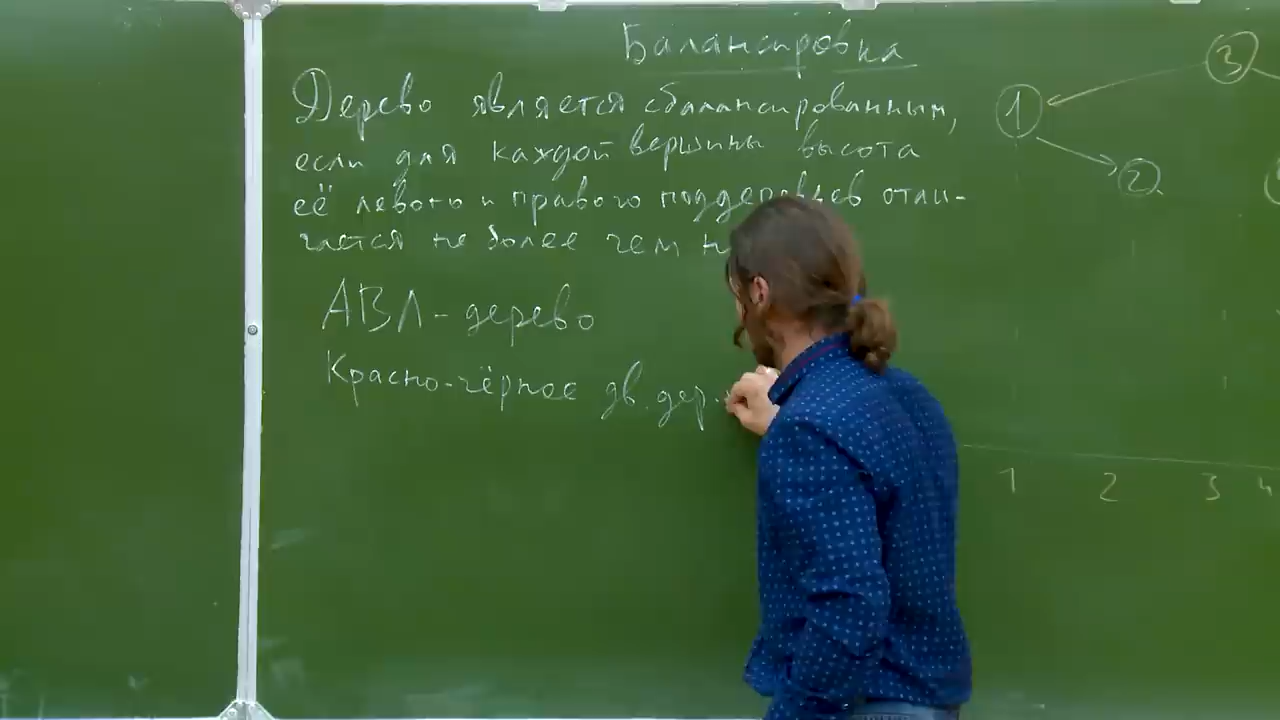 Балансировка
Дерево является сбалансированным,
если для каждой вершины высота
её левого и правого поддеревьев отли-
чается не более чем н
АВЛ-дерево
Красно-чёрное дв. дер.
3
1
2
1 2 3 4